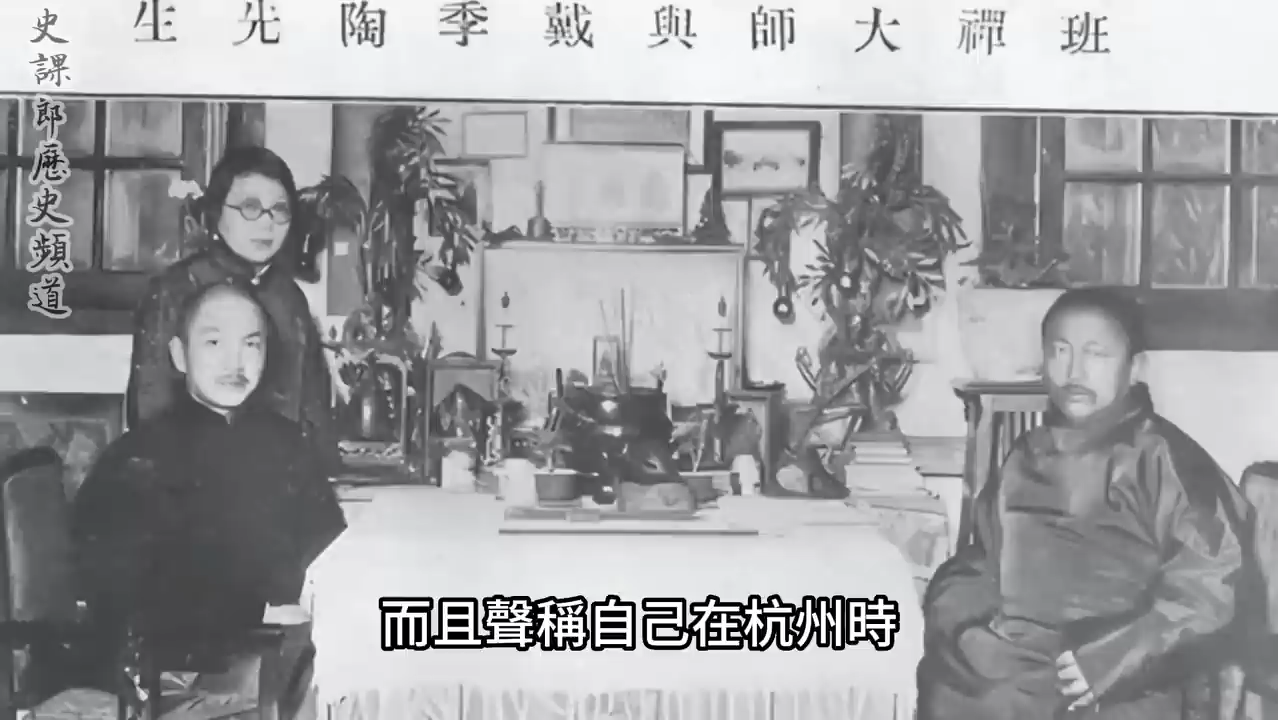 班禪大師與戴季陶先生
史課郎歷史頻道
而且聲稱自己在杭州時